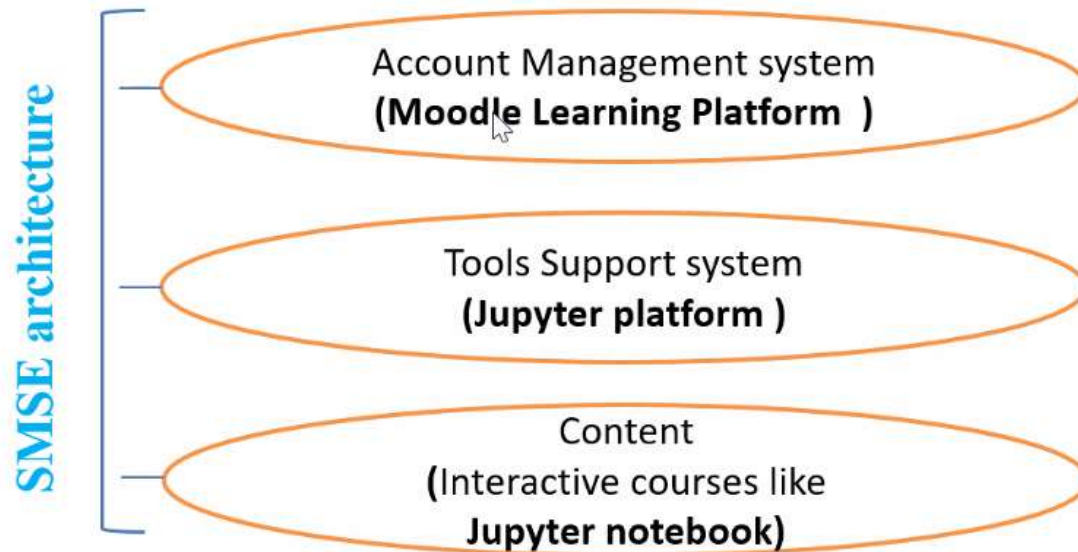 SMSE architecture
Account Management system
(Moodle Learning Platform )
Tools Support system
(Jupyter platform )
Content
(Interactive courses like
Jupyter notebook)